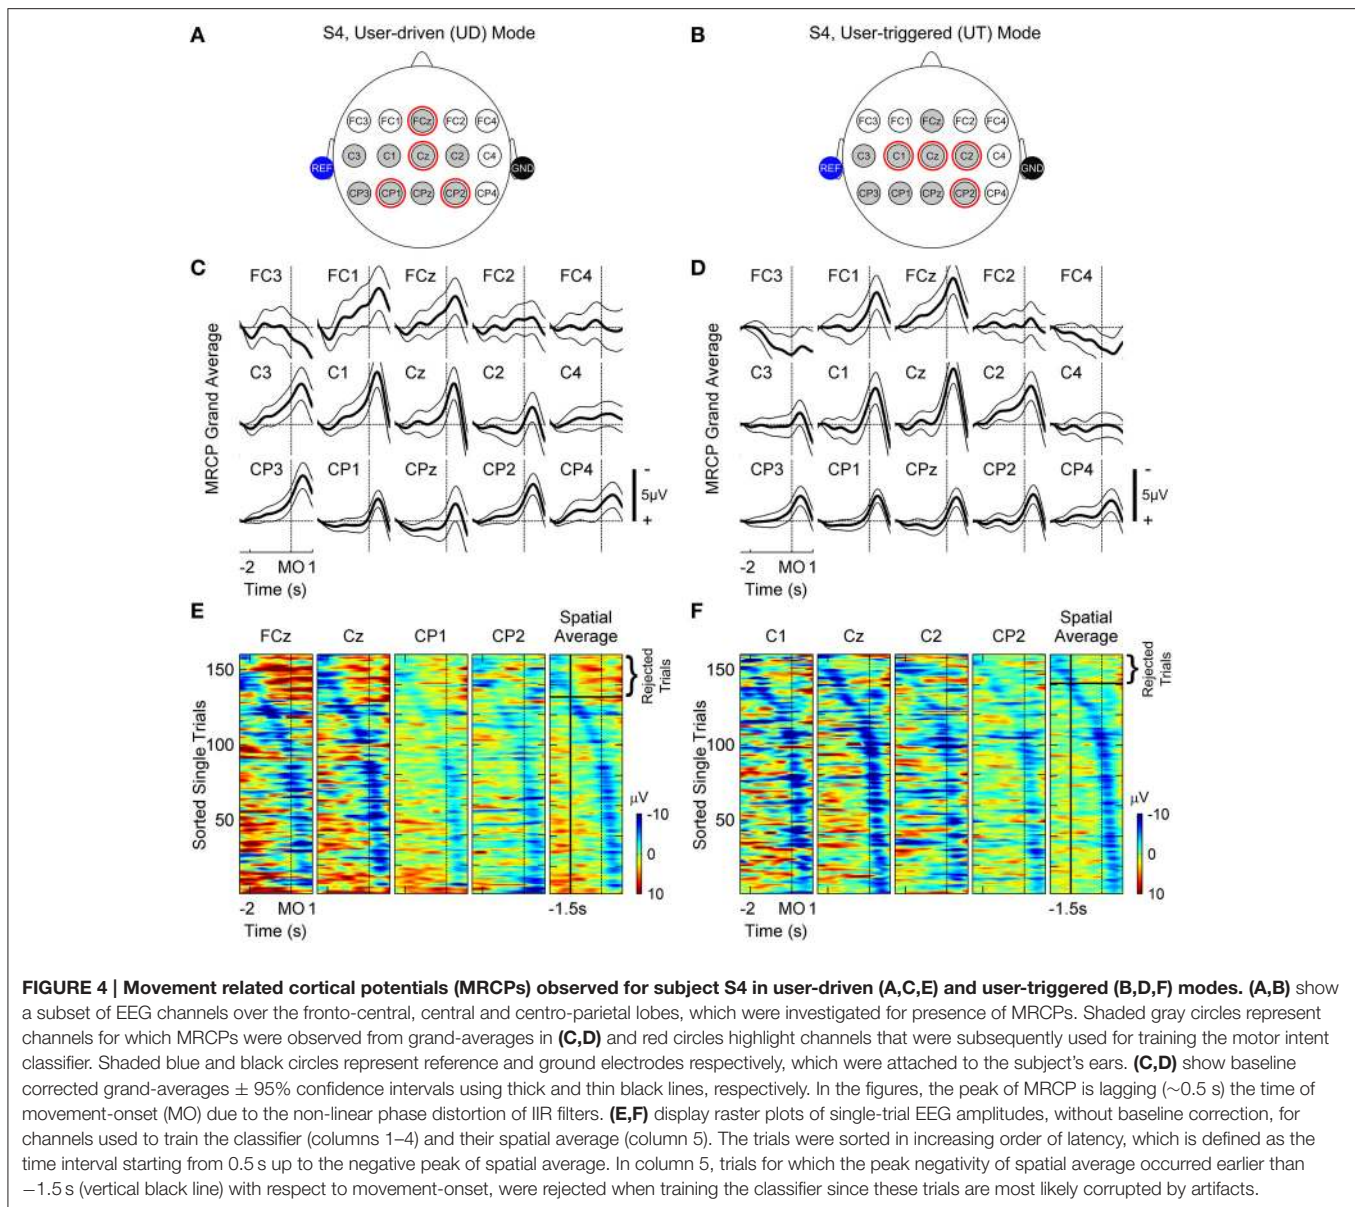 A
S4, User-driven (UD) Mode
B
S4, User-triggered (UT) Mode
FC3 FC1 FCz FC2 FC4
C3 C1 Cz C2 C4
CP3 CP1 CPz CP2 CP4
REF
GND
FC3 FC1 FCz FC2 FC4
C3 C1 Cz C2 C4
CP3 CP1 CPz CP2 CP4
REF
GND
C
MRCP Grand Average
FC3 FC1 FCz FC2 FC4
C3 C1 Cz C2 C4
CP3 CP1 CPz CP2 CP4
-
5μV
+
-2 MO 1
Time (s)
D
MRCP Grand Average
FC3 FC1 FCz FC2 FC4
C3 C1 Cz C2 C4
CP3 CP1 CPz CP2 CP4
-
5μV
+
-2 MO 1
Time (s)
E
FCz Cz CP1 CP2 Spatial
Average
Rejected
Trials
Sorted Single Trials
150
100
50
μV
-10
0
10
-2 MO 1
-1.5s
Time (s)
F
C1 Cz C2 CP2 Spatial
Average
Rejected
Trials
Sorted Single Trials
150
100
50
μV
-10
0
10
-2 MO 1
-1.5s
Time (s)
FIGURE 4 | Movement related cortical potentials (MRCPs) observed for subject S4 in user-driven (A,C,E) and user-triggered (B,D,F) modes. (A,B) show
a subset of EEG channels over the fronto-central, central and centro-parietal lobes, which were investigated for presence of MRCPs. Shaded gray circles represent
channels for which MRCPs were observed from grand-averages in (C,D) and red circles highlight channels that were subsequently used for training the motor intent
classifier. Shaded blue and black circles represent reference and ground electrodes respectively, which were attached to the subject's ears. (C,D) show baseline
corrected grand-averages ± 95% confidence intervals using thick and thin black lines, respectively. In the figures, the peak of MRCP is lagging (~0.5 s) the time of
movement-onset (MO) due to the non-linear phase distortion of IIR filters. (E,F) display raster plots of single-trial EEG amplitudes, without baseline correction, for
channels used to train the classifier (columns 1–4) and their spatial average (column 5). The trials were sorted in increasing order of latency, which is defined as the
time interval starting from 0.5 s up to the negative peak of spatial average. In column 5, trials for which the peak negativity of spatial average occurred earlier than
−1.5 s (vertical black line) with respect to movement-onset, were rejected when training the classifier since these trials are most likely corrupted by artifacts.